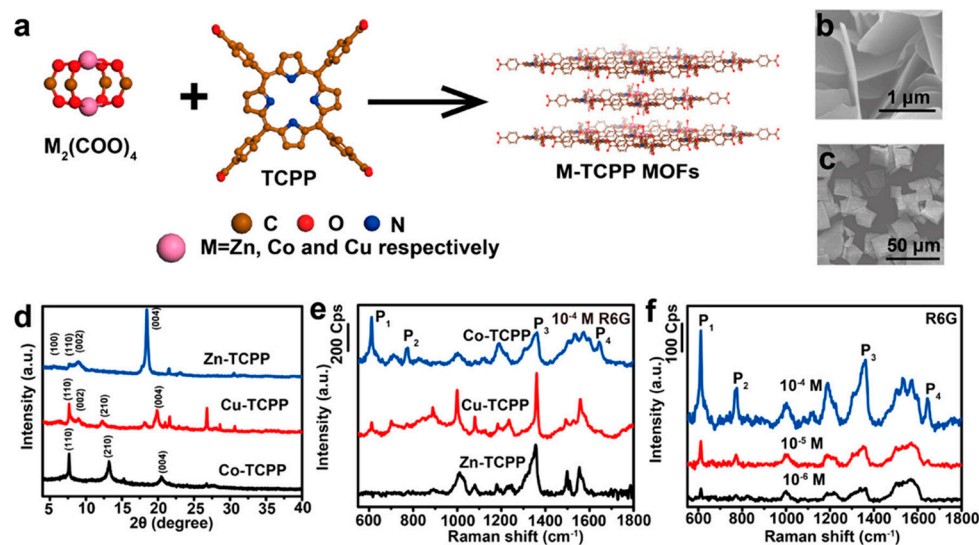 a
M₂(COO)₄
+
TCPP
M-TCPP MOFs
C O N
M=Zn, Co and Cu respectively
b
1 μm
c
50 μm
d
Intensity (a.u.)
(100)
(110)
(002)
(004)
Zn-TCPP
(110)
(002)
(210)
(004)
Cu-TCPP
(110)
(210)
(004)
Co-TCPP
5 10 15 20 25 30 35 40
2θ (degree)
e
200 Cps
Intensity (a.u.)
10⁻⁴ M R6G
P₁
P₂
Co-TCPP
P₃
P₄
Cu-TCPP
Zn-TCPP
600 800 1000 1200 1400 1600 1800
Raman shift (cm⁻¹)
f
100 Cps
Intensity (a.u.)
R6G
P₁
P₂
P₃
P₄
10⁻⁴ M
10⁻⁵ M
10⁻⁶ M
600 800 1000 1200 1400 1600 1800
Raman shift (cm⁻¹)